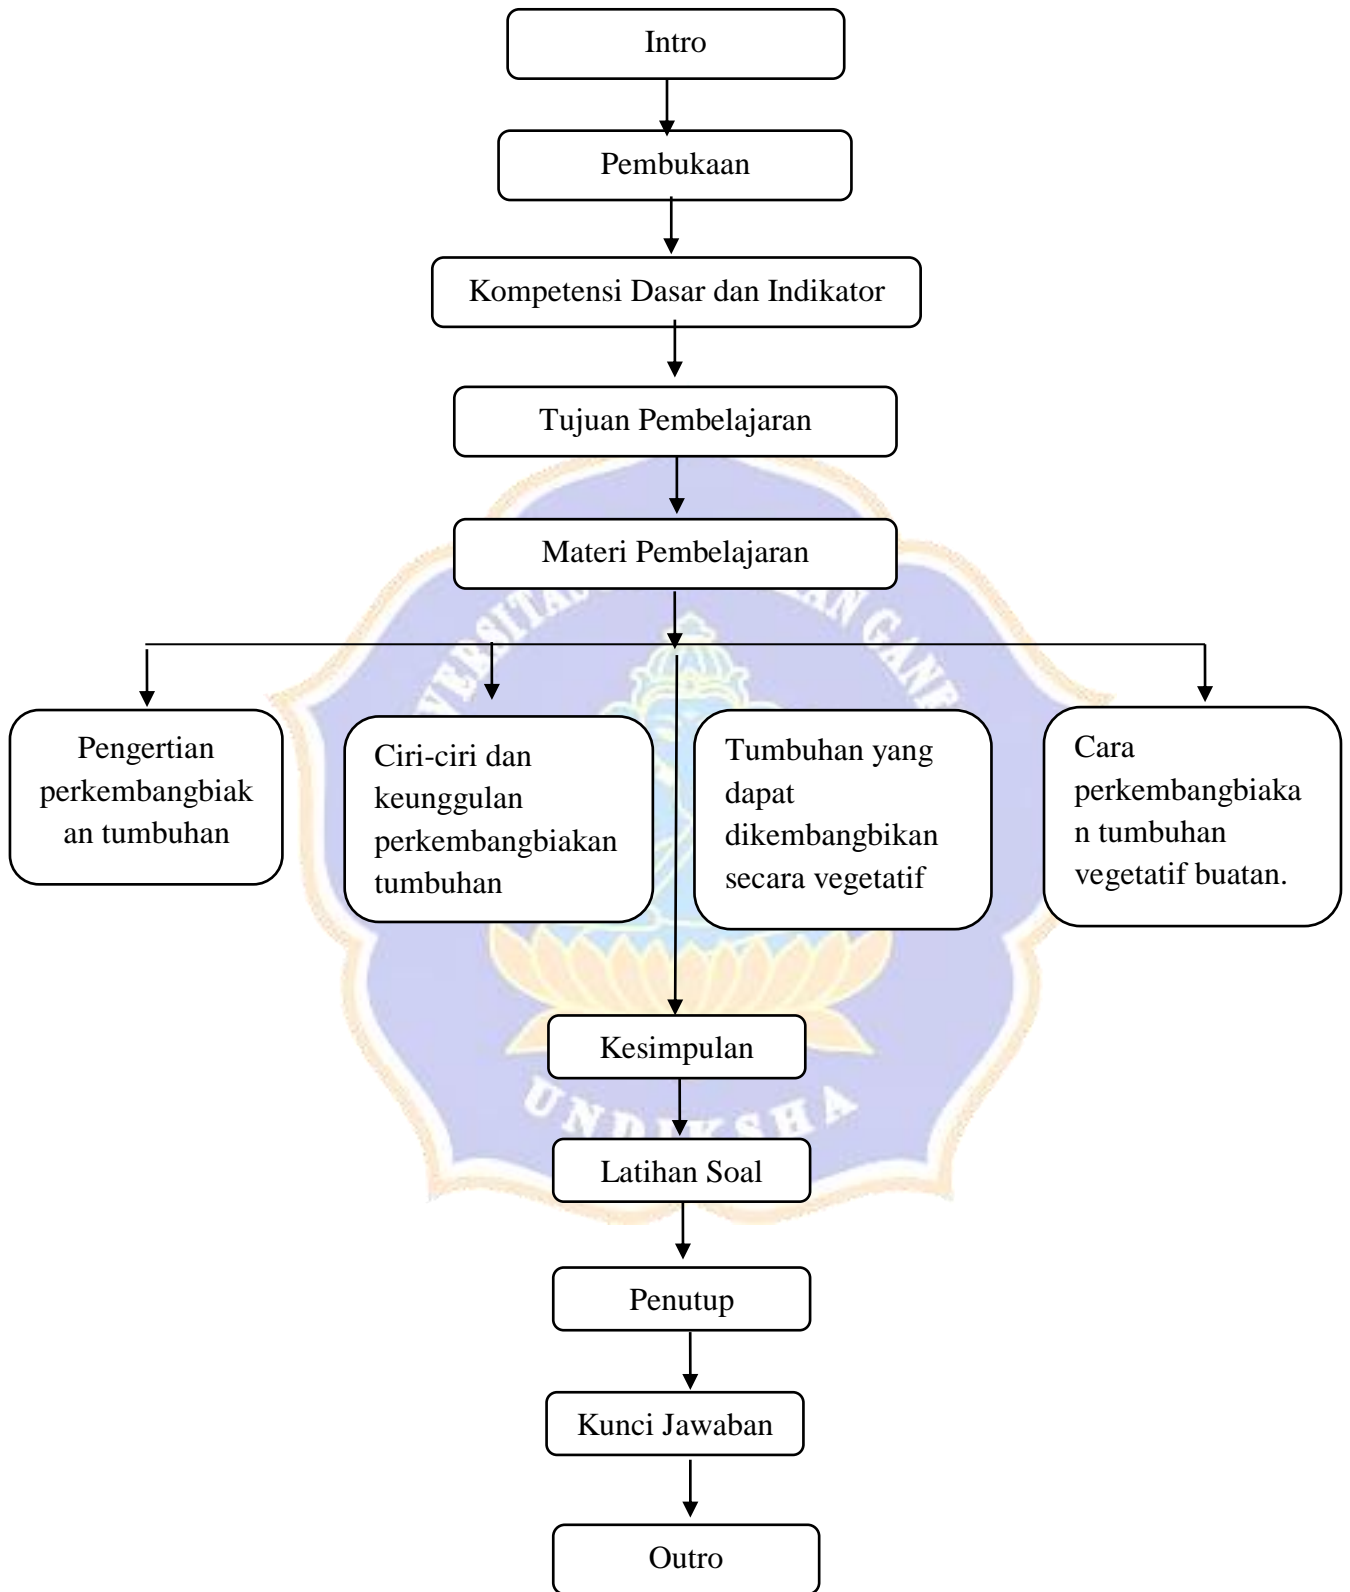 Intro
Pembukaan
Kompetensi Dasar dan Indikator
Tujuan Pembelajaran
Materi Pembelajaran
Pengertian
perkembangbiak
an tumbuhan
Ciri-ciri dan
keunggulan
perkembangbiakan
tumbuhan
Tumbuhan yang
dapat
dikembangbikan
secara vegetatif
Cara
perkembangbiaka
n tumbuhan
vegetatif buatan.
Kesimpulan
UNDIKSHA
Latihan Soal
Penutup
Kunci Jawaban
Outro